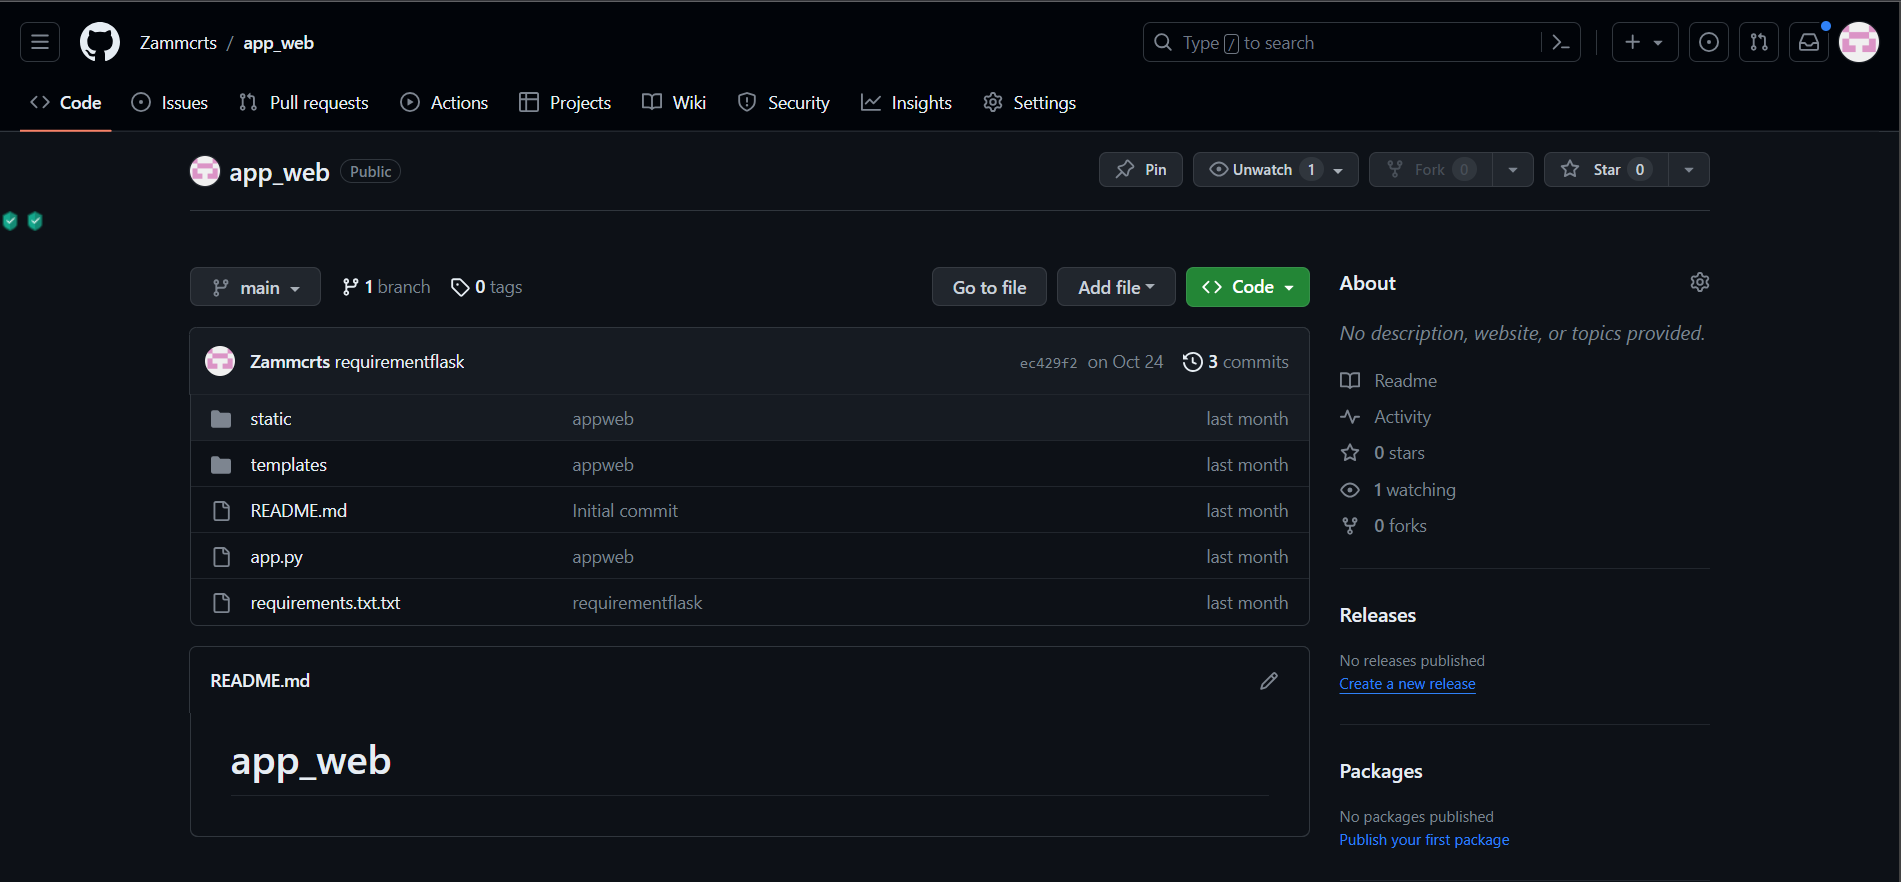 Zammcrts / app_web
Type / to search
Code Issues Pull requests Actions Projects Wiki Security Insights Settings
app_web Public
Pin Unwatch 1 Fork 0 Star 0
main 1 branch 0 tags
Go to file Add file Code
Zammcrts requirementflask ec429f2 on Oct 24 3 commits
static appweb last month
templates appweb last month
README.md Initial commit last month
app.py appweb last month
requirements.txt.txt requirementflask last month
README.md
app_web
About
No description, website, or topics provided.
Readme
Activity
0 stars
1 watching
0 forks
Releases
No releases published
Create a new release
Packages
No packages published
Publish your first package